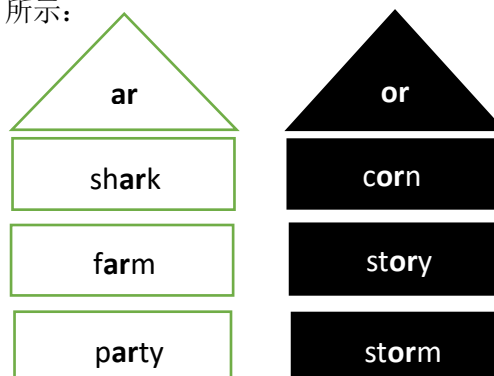 所示：
ar
or
shark
corn
farm
story
party
storm